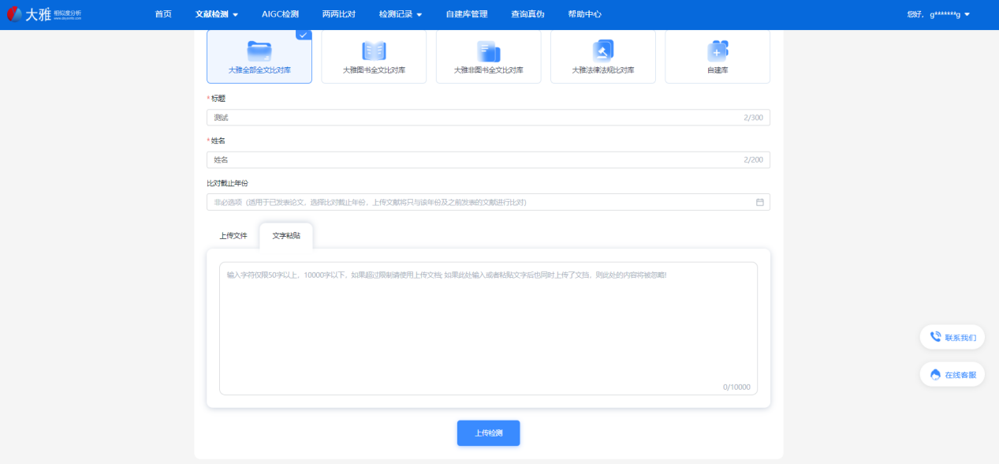 大雅 相似度分析
首页 文献检测 AIGC检测 两两比对 检测记录 自建库管理 查询真伪 帮助中心 您好, g*******g
大雅全部全文比对库 大雅图书全文比对库 大雅非图书全文比对库 大雅法律法规比对库 自建库
*标题
测试 2/300
*姓名
姓名 2/200
比对截止年份
非必选项（适用于已发表论文，选择比对截止年份，上传文献将只与该年份及之前发表的文献进行比对）
上传文件 文字粘贴
输入字符仅限50字以上，10000字以下，如果超过限制请使用上传文档; 如果此处输入或者粘贴文字后也同时上传了文档，则此处的内容将被忽略!
0/10000
联系我们
在线客服
上传检测